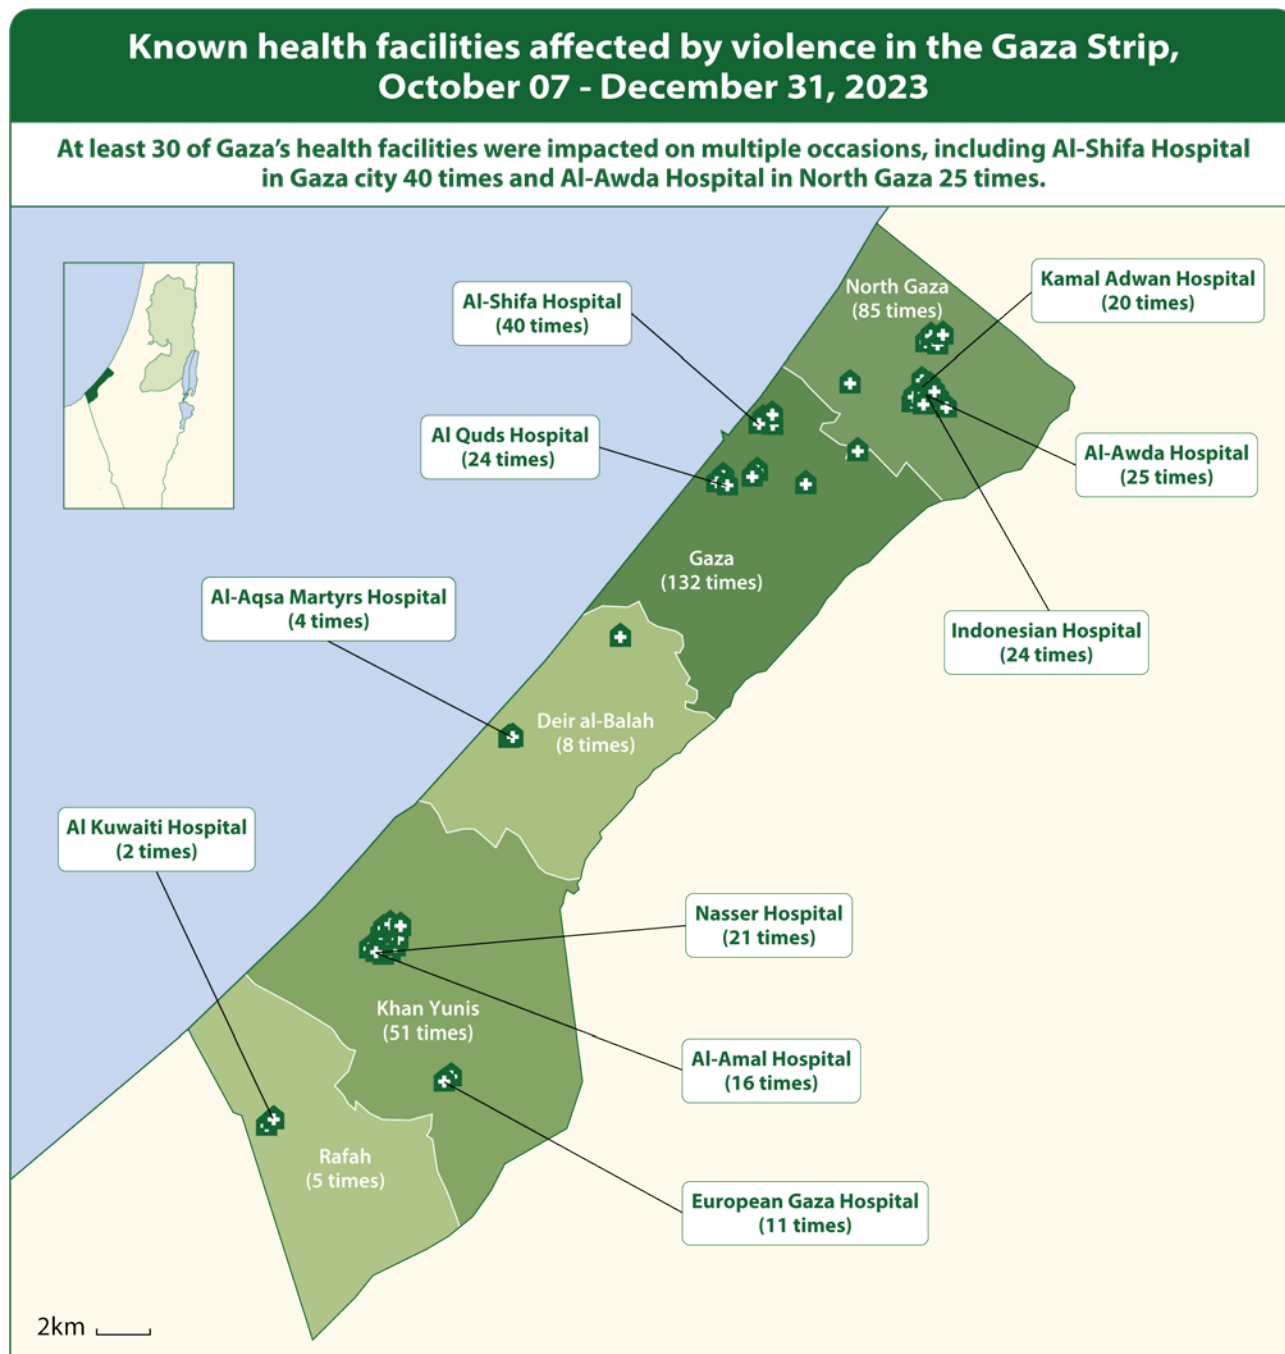 Known health facilities affected by violence in the Gaza Strip,
October 07 - December 31, 2023
At least 30 of Gaza’s health facilities were impacted on multiple occasions, including Al-Shifa Hospital
in Gaza city 40 times and Al-Awda Hospital in North Gaza 25 times.
North Gaza
(85 times)
Kamal Adwan Hospital
(20 times)
Al-Shifa Hospital
(40 times)
Al Quds Hospital
(24 times)
Al-Awda Hospital
(25 times)
Gaza
(132 times)
Al-Aqsa Martyrs Hospital
(4 times)
Indonesian Hospital
(24 times)
Deir al-Balah
(8 times)
Al Kuwaiti Hospital
(2 times)
Nasser Hospital
(21 times)
Khan Yunis
(51 times)
Al-Amal Hospital
(16 times)
Rafah
(5 times)
European Gaza Hospital
(11 times)
2km